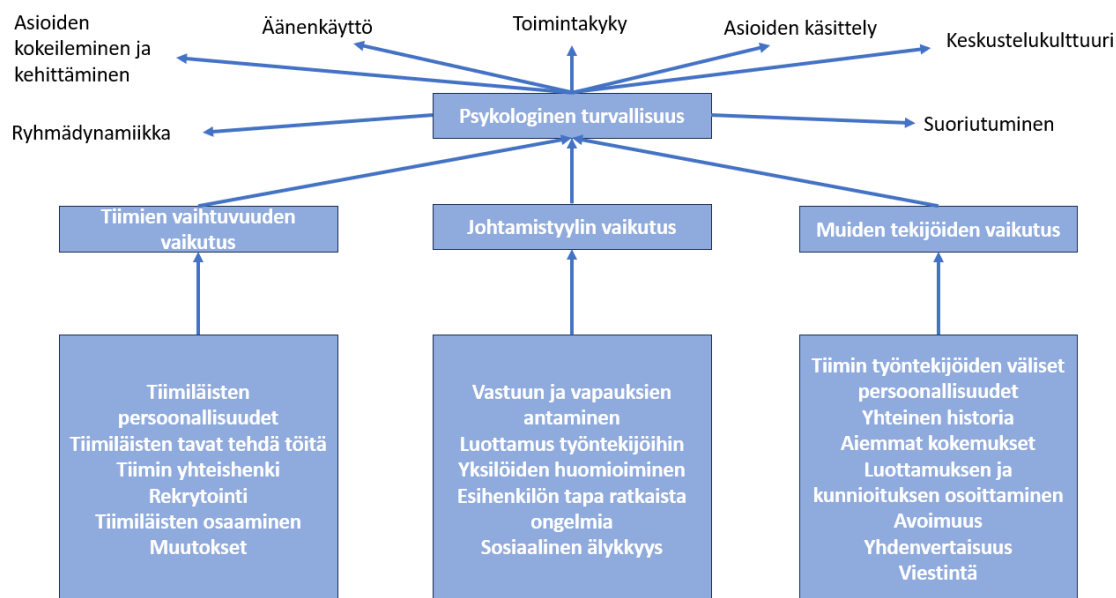 Asioiden
kokeileminen ja
kehittäminen
Äänenkäyttö
Toimintakyky
Asioiden käsittely
Keskustelukulttuuri
Ryhmädynamiikka
Psykologinen turvallisuus
Suoriutuminen
Tiimien vaihtuvuuden
vaikutus
Johtamistyylin vaikutus
Muiden tekijöiden vaikutus
Tiimiläisten
persoonallisuudet
Tiimiläisten tavat tehdä töitä
Tiimin yhteishenki
Rekrytointi
Tiimiläisten osaaminen
Muutokset
Vastuun ja vapauksien
antaminen
Luottamus työntekijöihin
Yksilöiden huomioiminen
Esihenkilön tapa ratkaista
ongelmia
Sosiaalinen älykkyys
Tiimin työntekijöiden väliset
persoonallisuudet
Yhteinen historia
Aiemmat kokemukset
Luottamuksen ja
kunnioituksen osoittaminen
Avoimuus
Yhdenvertaisuus
Viestintä